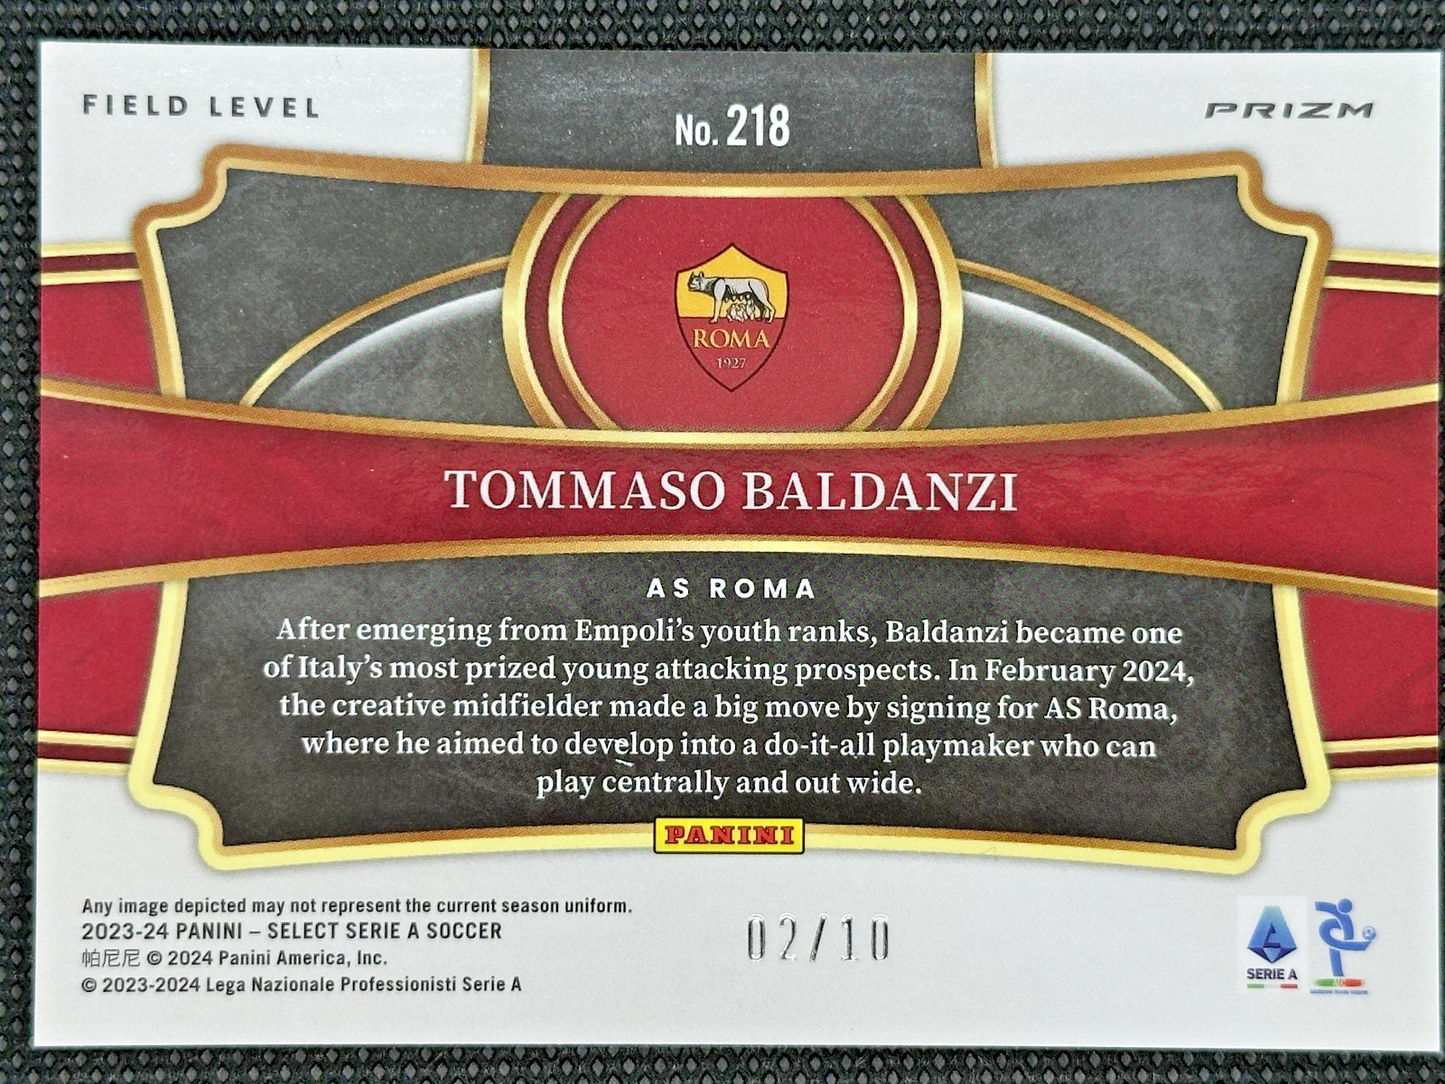 FIELD LEVEL
No. 218
PRIZM
ROMA
1927
TOMMASO BALDANZI
AS ROMA
After emerging from Empoli's youth ranks, Baldanzi became one
of Italy's most prized young attacking prospects. In February 2024,
the creative midfielder made a big move by signing for AS Roma,
where he aimed to develop into a do-it-all playmaker who can
play centrally and out wide.
PANINI
Any image depicted may not represent the current season uniform.
2023-24 PANINI – SELECT SERIE A SOCCER
帕尼尼 © 2024 Panini America, Inc.
© 2023-2024 Lega Nazionale Professionisti Serie A
02/10
SERIE A
AIC